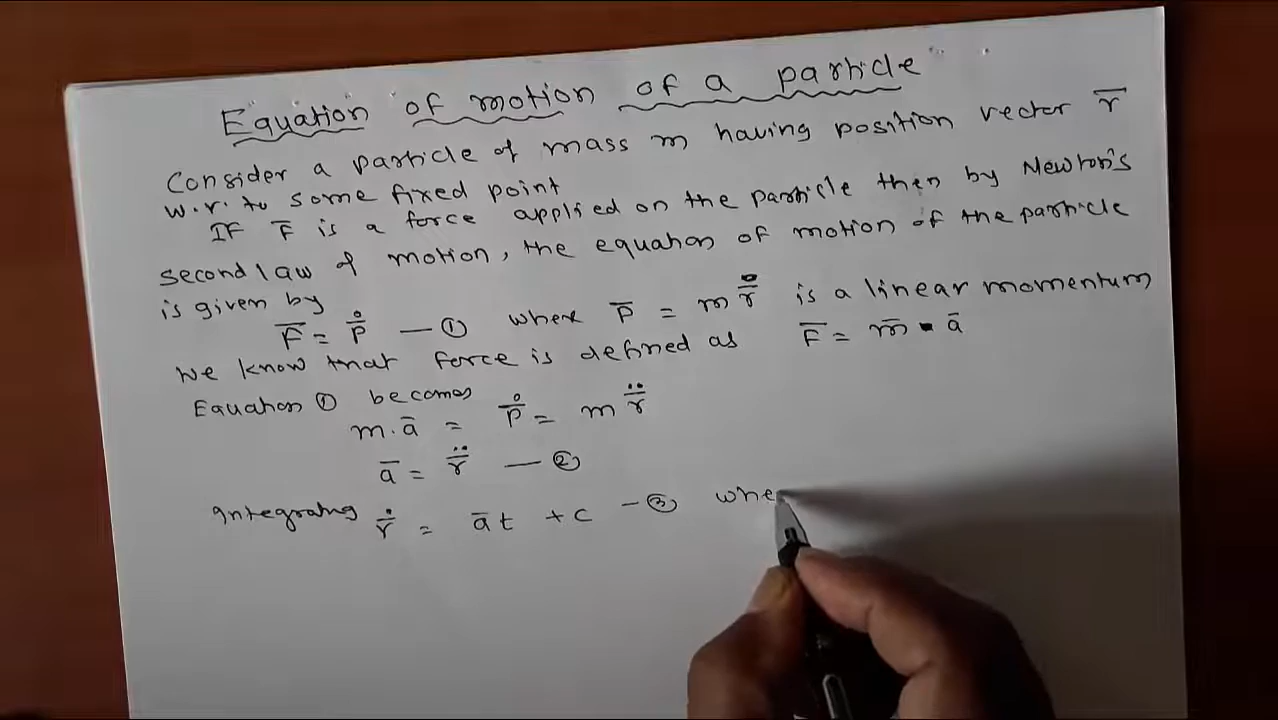 Equation of motion of a particle
Consider a particle of mass m having position vector r̅
w.r. to some fixed point
IF F̅ is a force applied on the particle then by Newton's
second law of motion, the equation of motion of the particle
is given by
F̅ = ṗ̅ — ① where p̅ = m ṙ̅ is a linear momentum
We know that force is defined as F̅ = m̅ · a̅
Equation ① becomes
m. a̅ = ṗ̅ = m r̅̈
a̅ = r̅̈ — ②
Integrating ṙ̅ = a̅t + c — ③ whe